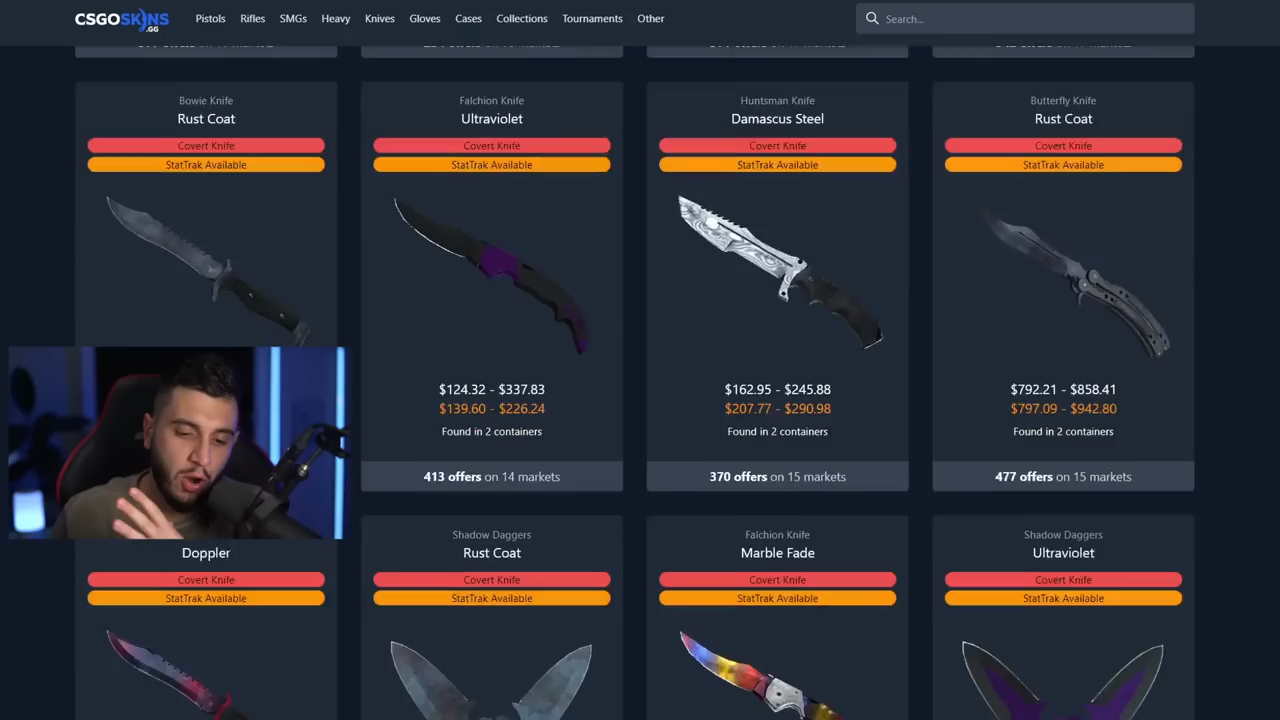 CSGOSKINS
.GG
Pistols Rifles SMGs Heavy Knives Gloves Cases Collections Tournaments Other
Search...
Bowie Knife
Rust Coat
Covert Knife
StatTrak Available
Falchion Knife
Ultraviolet
Covert Knife
StatTrak Available
$124.32 - $337.83
$139.60 - $226.24
Found in 2 containers
413 offers on 14 markets
Huntsman Knife
Damascus Steel
Covert Knife
StatTrak Available
$162.95 - $245.88
$207.77 - $290.98
Found in 2 containers
370 offers on 15 markets
Butterfly Knife
Rust Coat
Covert Knife
StatTrak Available
$792.21 - $858.41
$797.09 - $942.80
Found in 2 containers
477 offers on 15 markets
Doppler
Covert Knife
StatTrak Available
Shadow Daggers
Rust Coat
Covert Knife
StatTrak Available
Falchion Knife
Marble Fade
Covert Knife
StatTrak Available
Shadow Daggers
Ultraviolet
Covert Knife
StatTrak Available